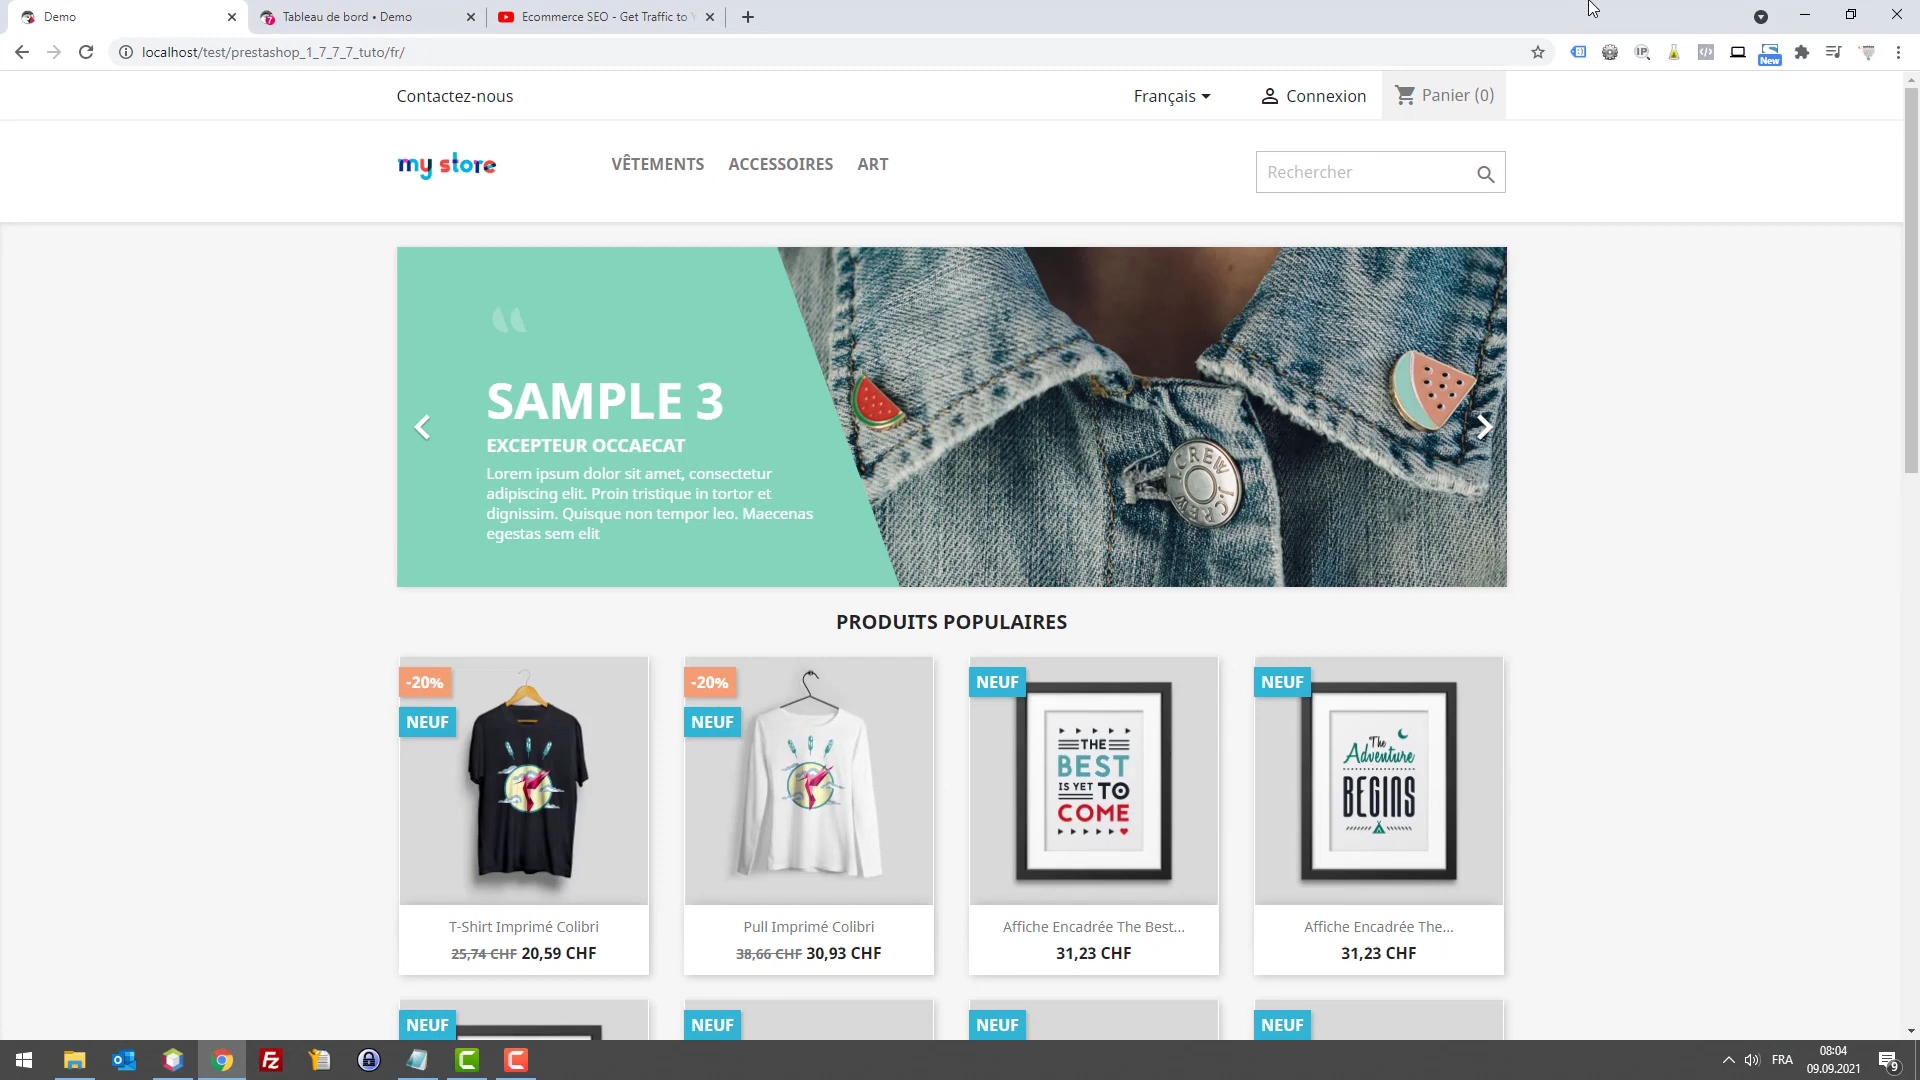 Demo
Tableau de bord • Demo
Ecommerce SEO - Get Traffic to
localhost/test/prestashop_1_7_7_7_tuto/fr/
New
Contactez-nous
Français
Connexion
Panier (0)
my store
VÊTEMENTS
ACCESSOIRES
ART
Rechercher
SAMPLE 3
EXCEPTEUR OCCAECAT
Lorem ipsum dolor sit amet, consectetur
adipiscing elit. Proin tristique in tortor et
dignissim. Quisque non tempor leo. Maecenas
egestas sem elit
J.CREW J.CREW
PRODUITS POPULAIRES
-20%
NEUF
-20%
NEUF
NEUF
THE
BEST
IS YET TO
COME
NEUF
The
Adventure
BEGINS
T-Shirt Imprimé Colibri
25,74 CHF 20,59 CHF
Pull Imprimé Colibri
38,66 CHF 30,93 CHF
Affiche Encadrée The Best...
31,23 CHF
Affiche Encadrée The...
31,23 CHF
NEUF
NEUF
NEUF
NEUF
FRA
08:04
09.09.2021
9